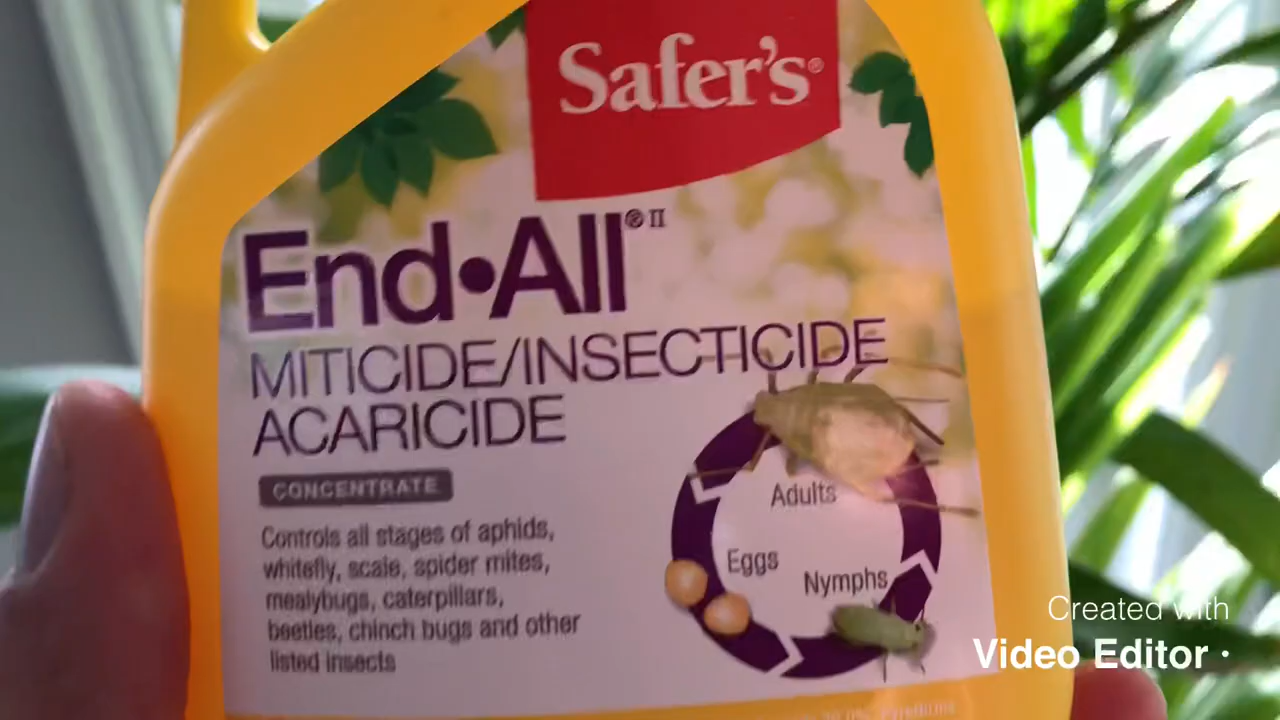 Safer's®
End•All® II
MITICIDE/INSECTICIDE
ACARICIDE
CONCENTRATE
Controls all stages of aphids,
whitefly, scale, spider mites,
mealybugs, caterpillars,
beetles, chinch bugs and other
listed insects
Adults
Eggs
Nymphs
Created with
Video Editor •